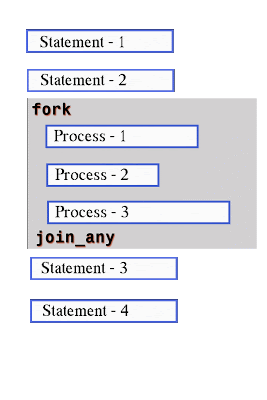 Statement - 1
Statement - 2
fork
Process - 1
Process - 2
Process - 3
join_any
Statement - 3
Statement - 4